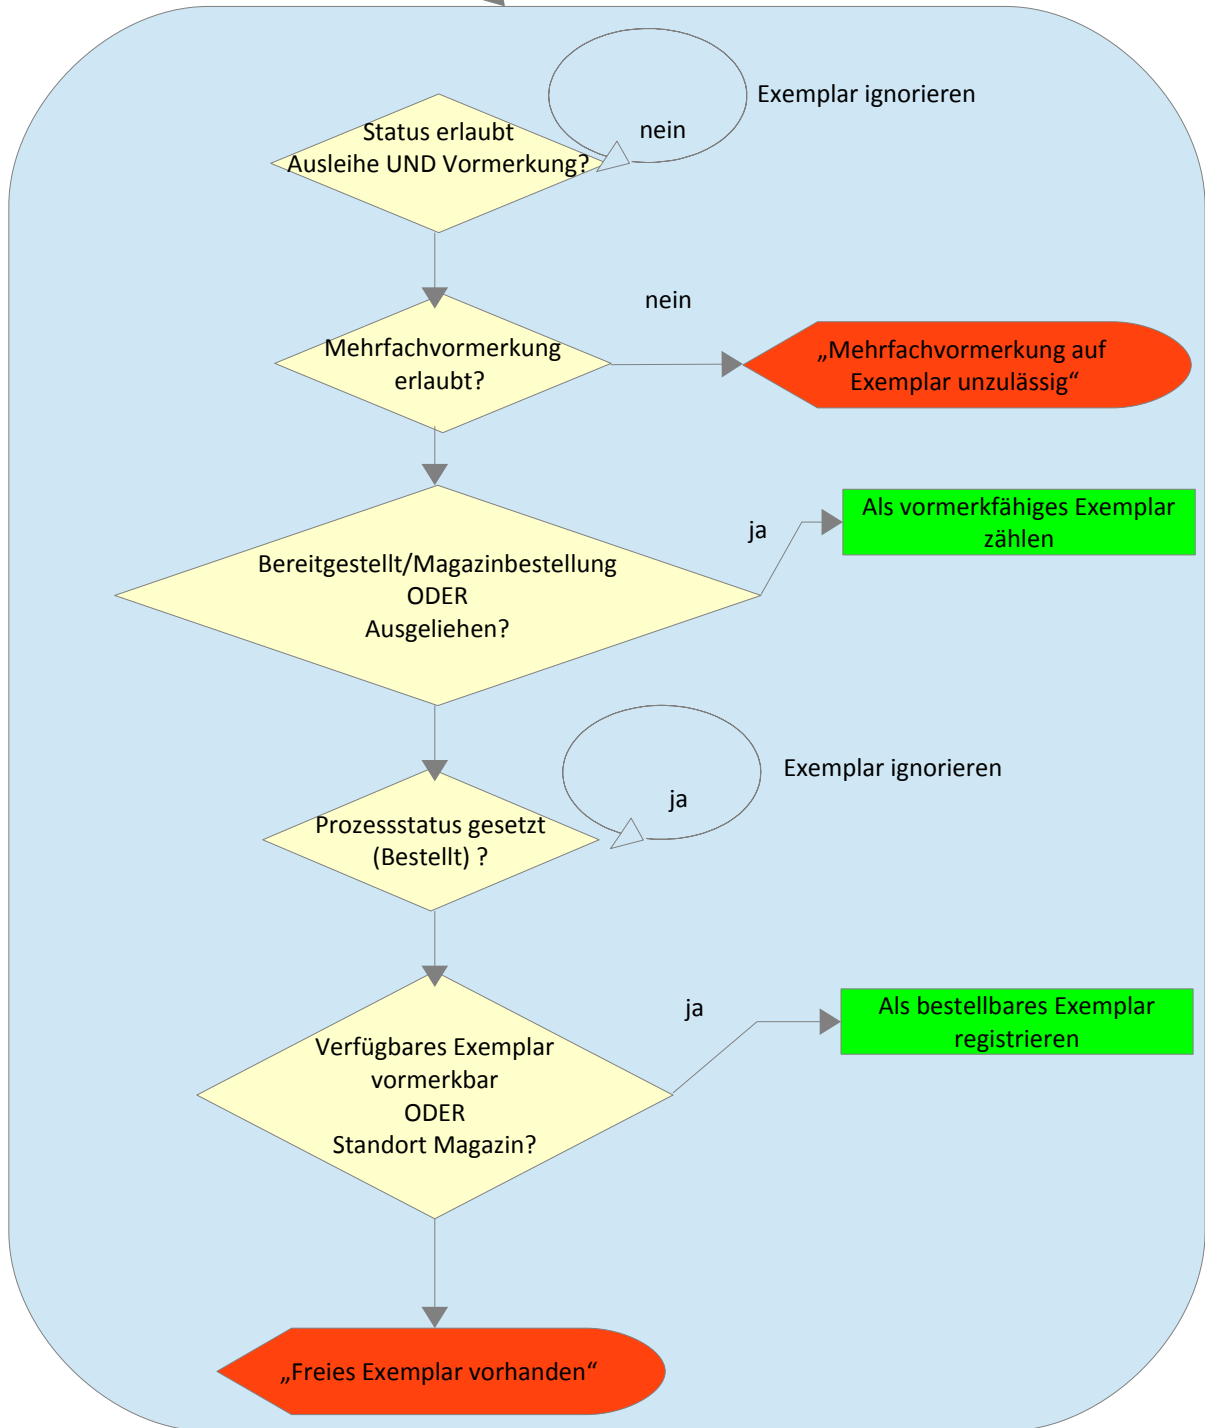 Exemplar ignorieren
nein
Status erlaubt
Ausleihe UND Vormerkung?
nein
Mehrfachvormerkung
erlaubt?
„Mehrfachvormerkung auf
Exemplar unzulässig“
Als vormerkfähiges Exemplar
zählen
ja
Bereitgestellt/Magazinbestellung
ODER
Ausgeliehen?
Exemplar ignorieren
ja
Prozessstatus gesetzt
(Bestellt) ?
ja
Als bestellbares Exemplar
registrieren
Verfügbares Exemplar
vormerkbar
ODER
Standort Magazin?
„Freies Exemplar vorhanden“